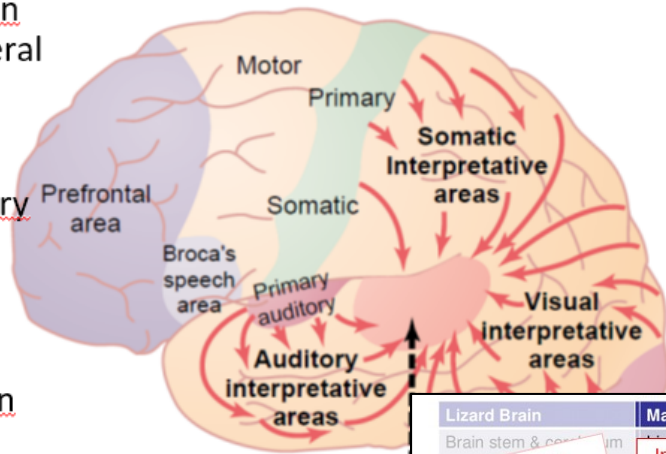 n
eral
ry
n
Motor
Primary
Somatic
Interpretative
areas
Prefrontal
area
Somatic
Broca's
speech
area
Primary
auditory
Visual
interpretative
areas
Auditory
interpretative
areas
Lizard Brain
Ma
Brain stem &